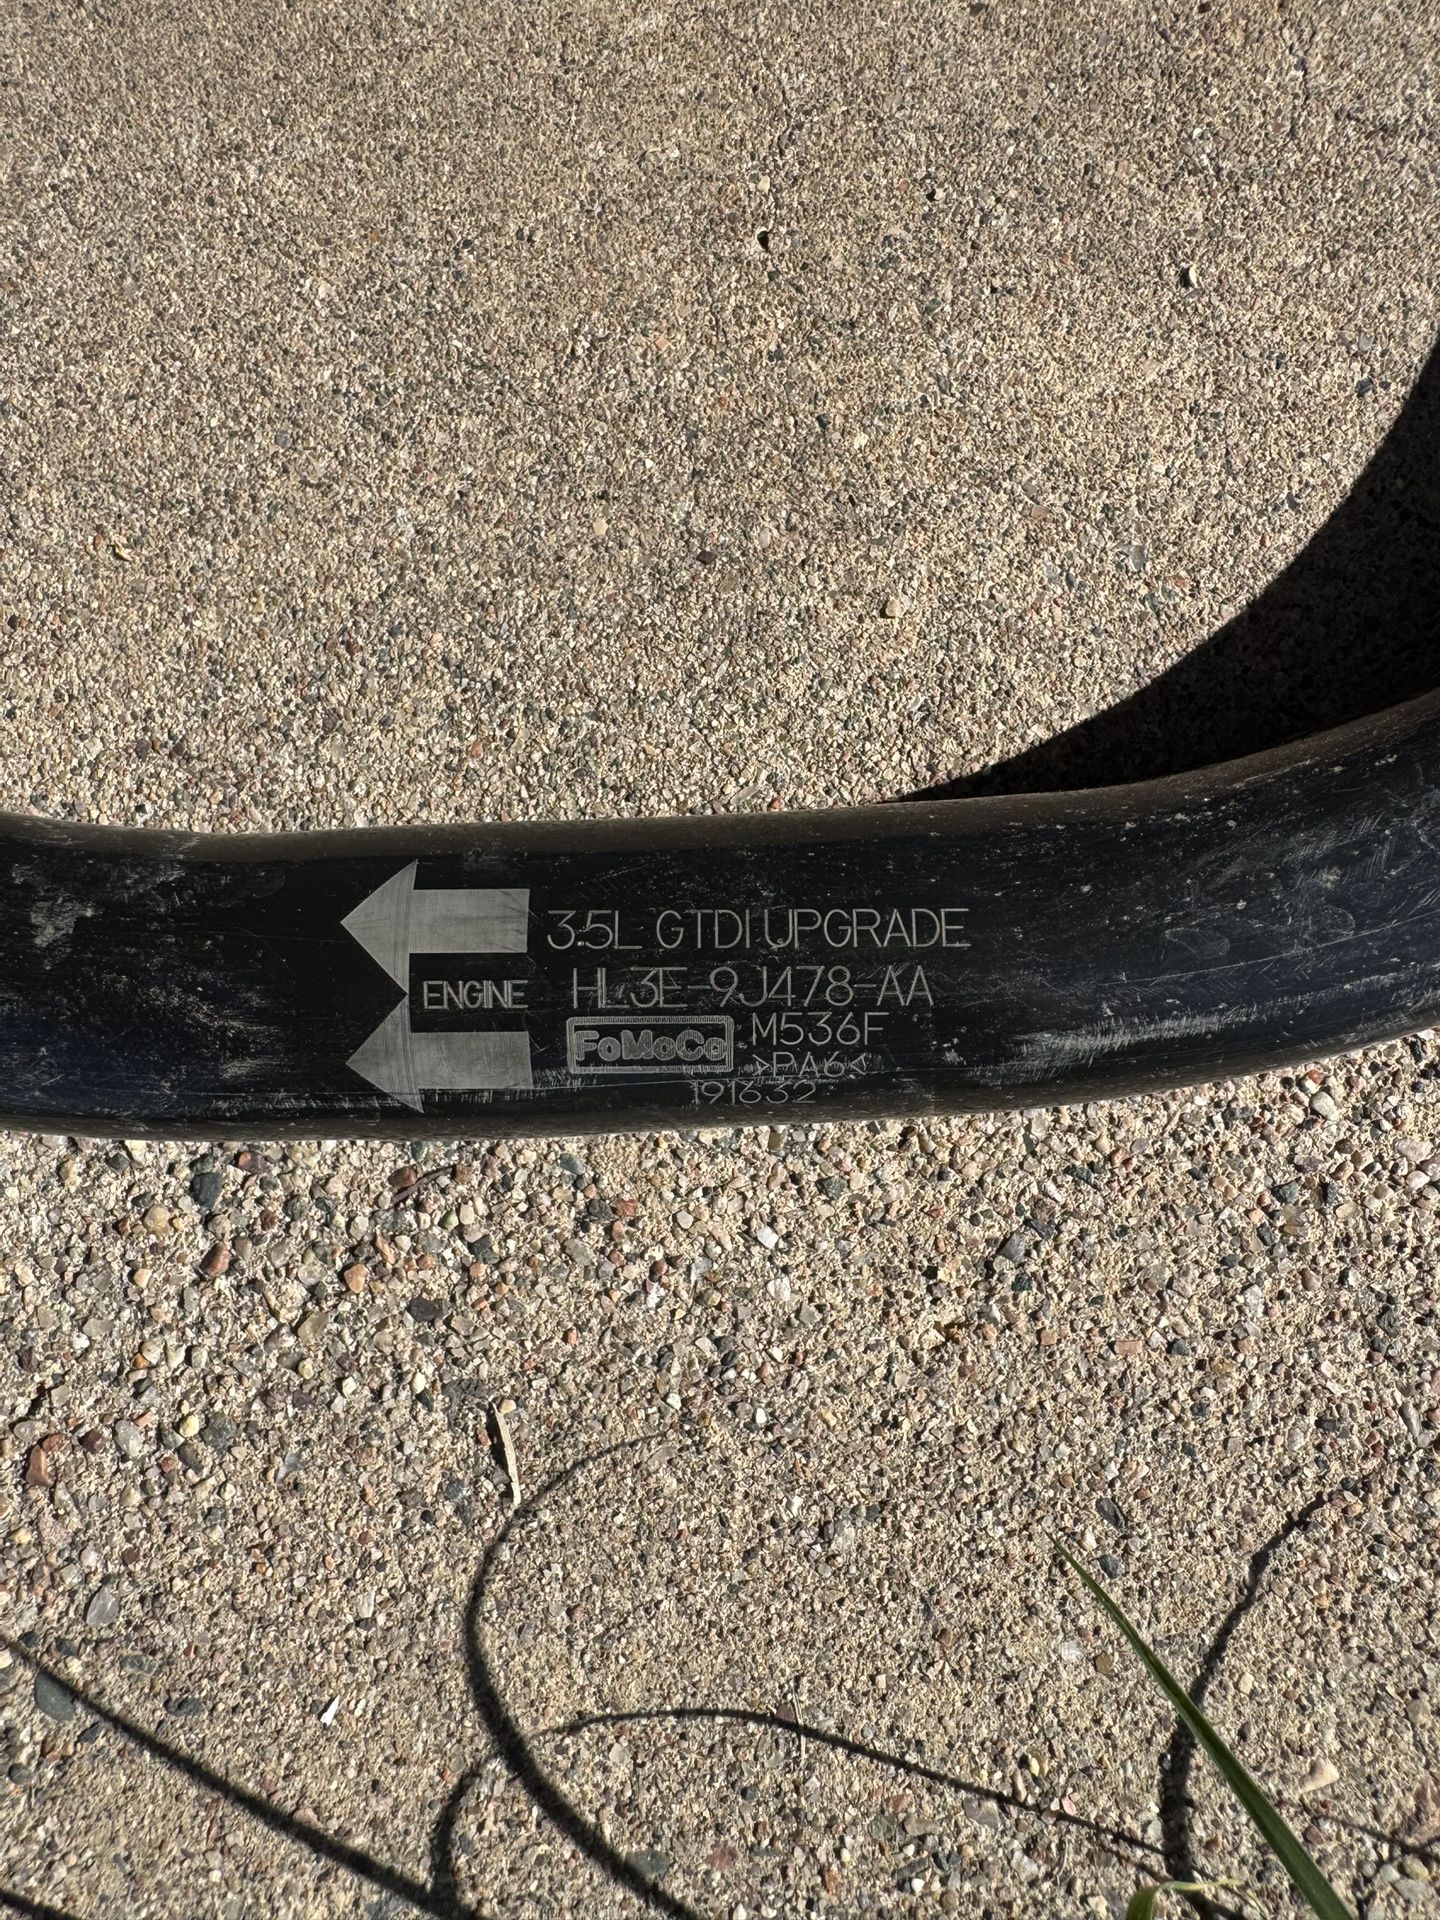 3.5L GTDI UPGRADE
ENGINE HL3E-9J478-AA
FoMoCo M536F
>PA6<
191632